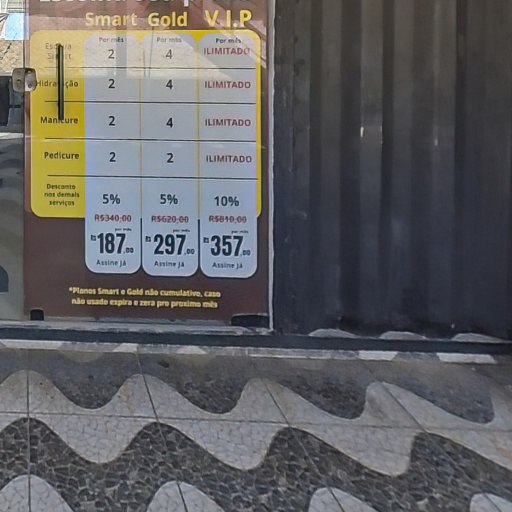 Smart Gold V.I.P
Por mês Por mês Por mês
Escova Smart 2 4 ILIMITADO
Hidratação 2 4 ILIMITADO
Manicure 2 4 ILIMITADO
Pedicure 2 2 ILIMITADO
Desconto nos demais serviços 5% 5% 10%
R$340,00 R$620,00 R$810,00
por mês por mês por mês
R$ 187,00 R$ 297,00 R$ 357,00
Assine Já Assine Já Assine Já
*Planos Smart e Gold não cumulativo, caso
não usado expira e zera pro proximo mês